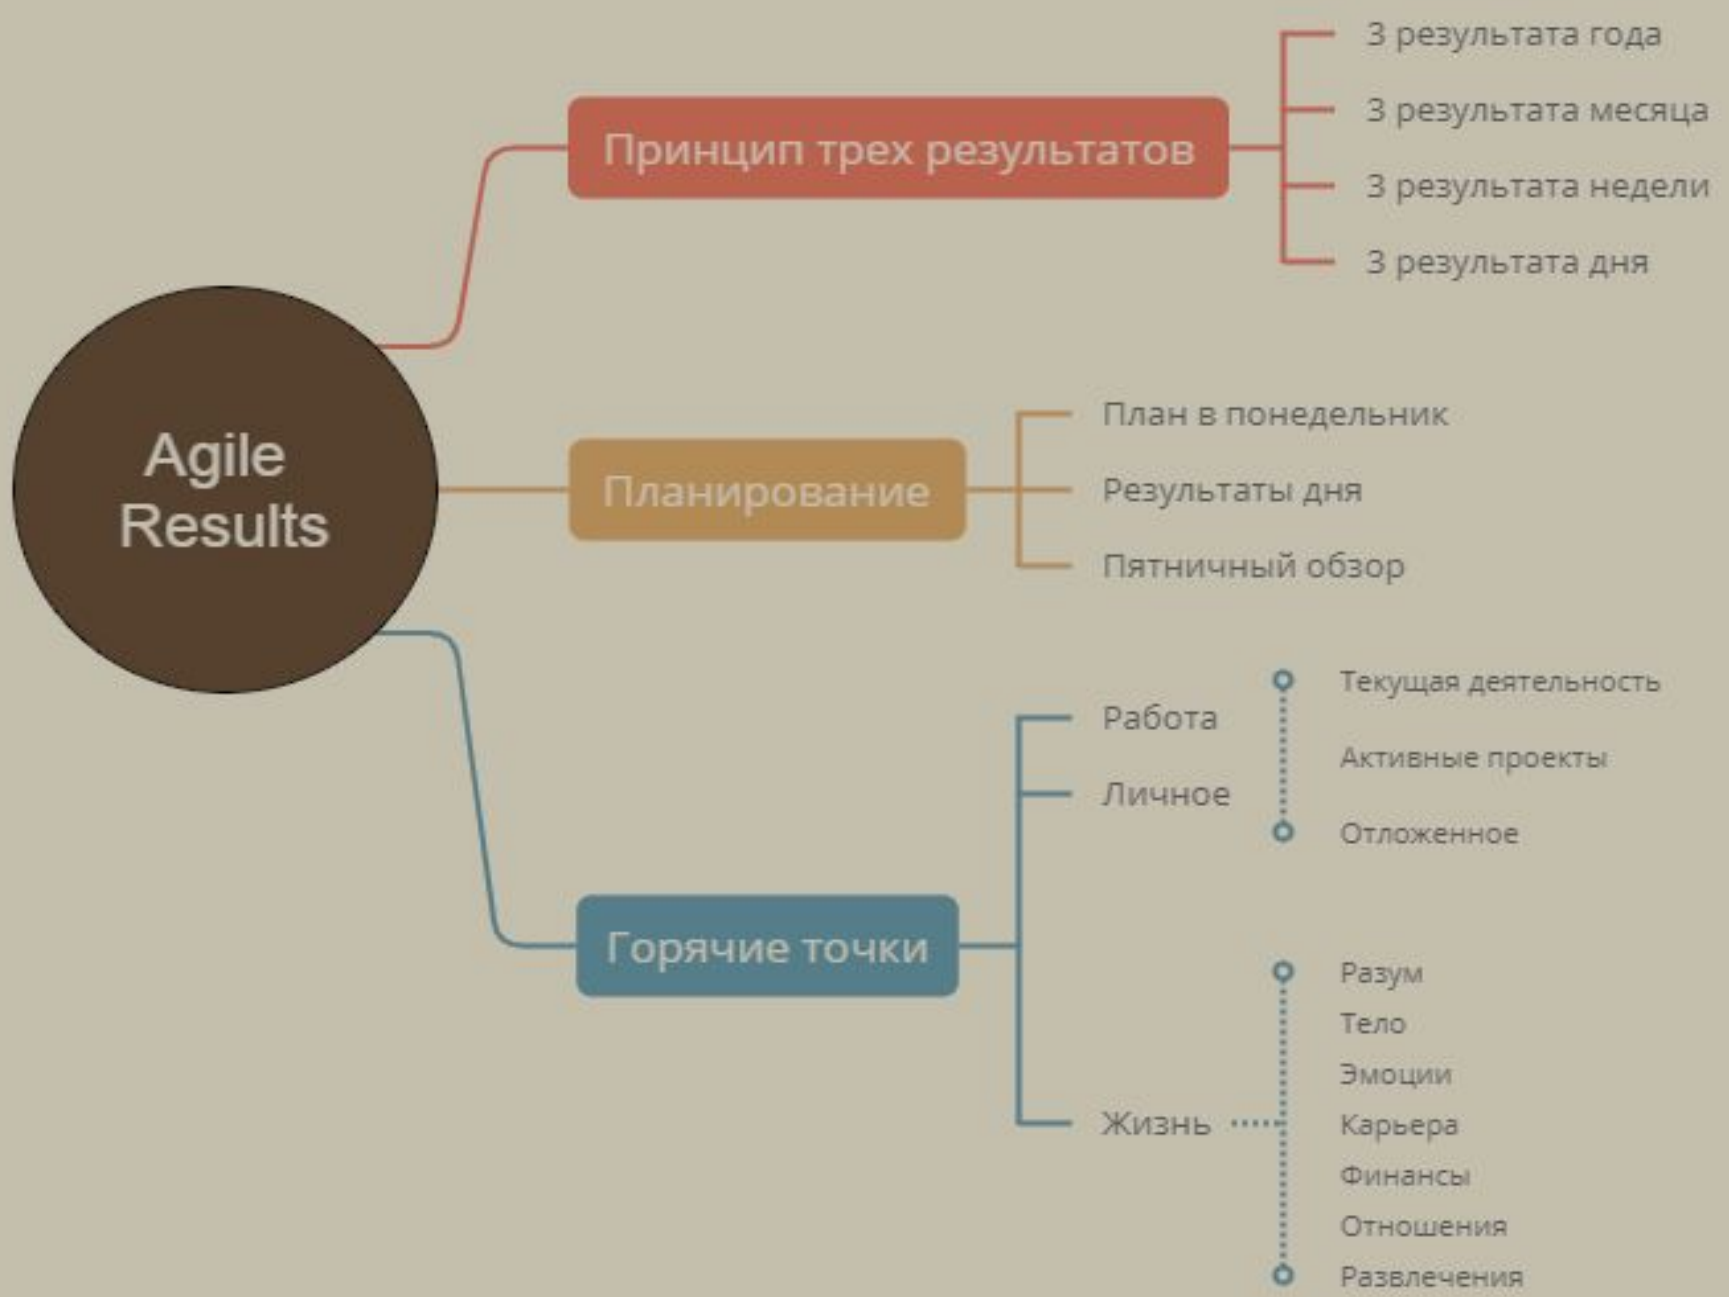 Agile
Results
Принцип трех результатов
3 результата года
3 результата месяца
3 результата недели
3 результата дня
Планирование
План в понедельник
Результаты дня
Пятничный обзор
Горячие точки
Работа
Личное
Текущая деятельность
Активные проекты
Отложенное
Жизнь
Разум
Тело
Эмоции
Карьера
Финансы
Отношения
Развлечения